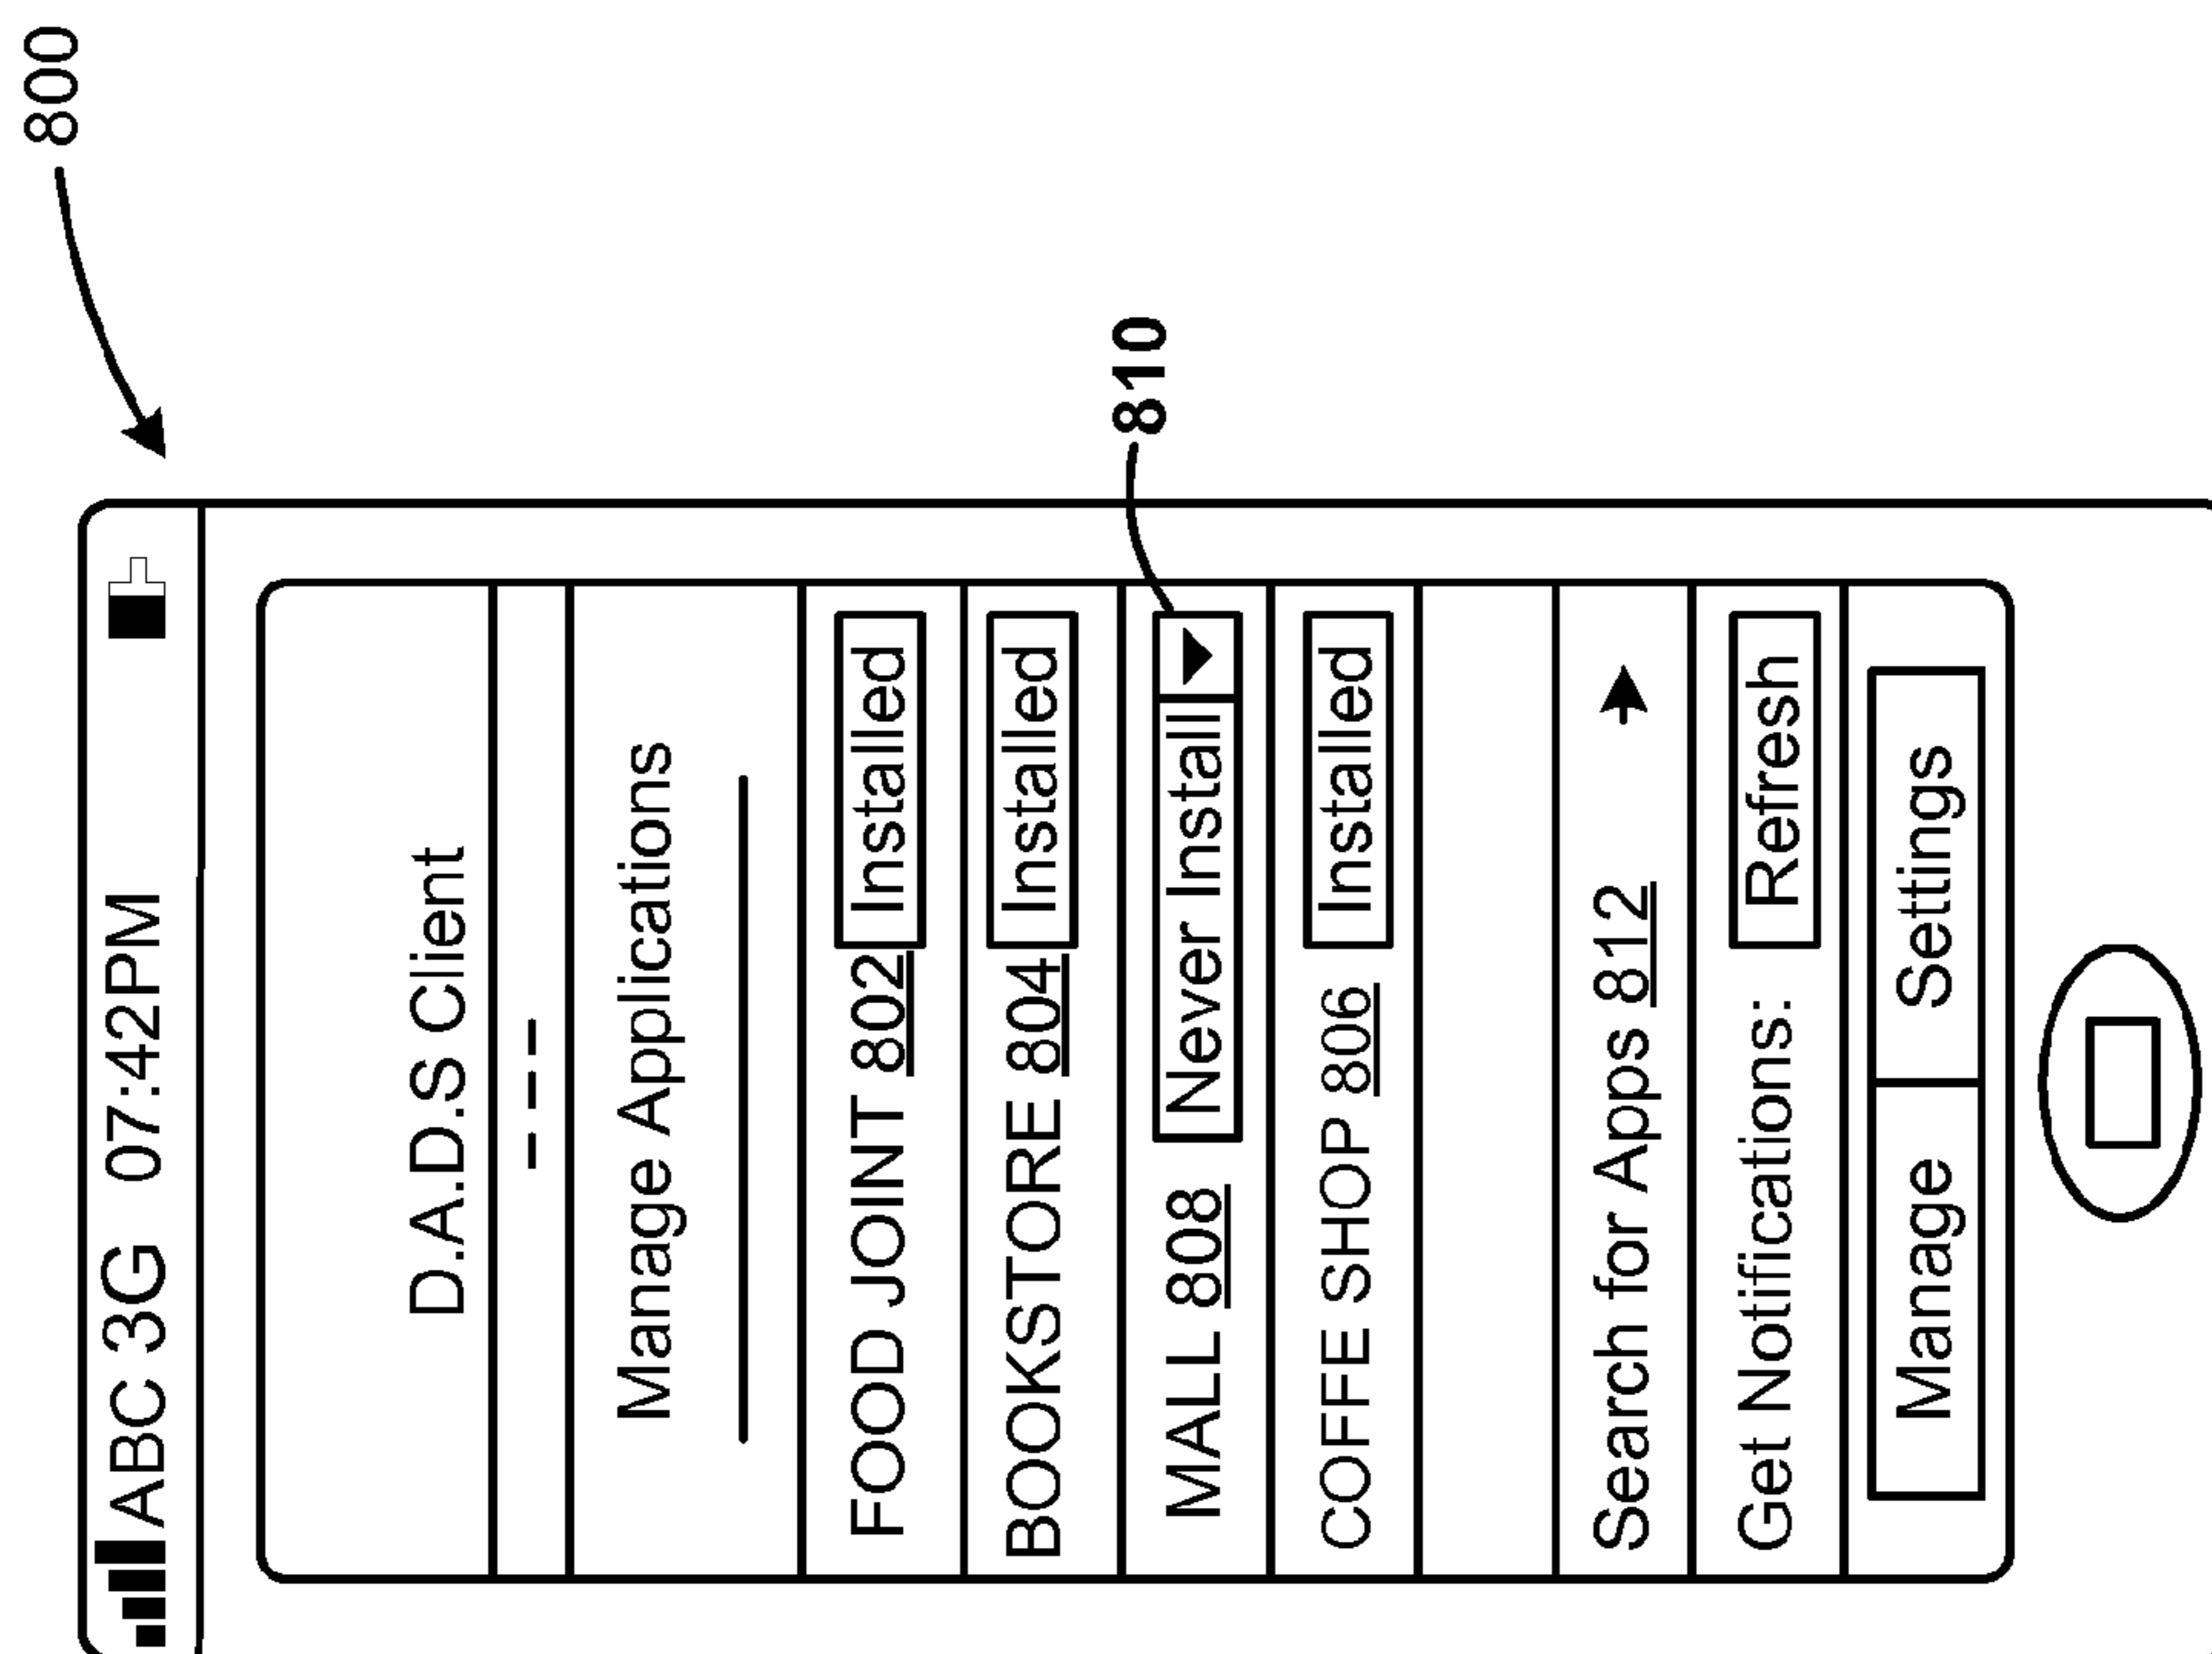 800
ABC 3G 07:42PM
D.A.D.S Client
Manage Applications
FOOD JOINT 802 Installed
BOOKSTORE 804 Installed
810
MALL 808 Never Install
COFFE SHOP 806 Installed
Search for Apps 812
Get Notifications: Refresh
Manage Settings